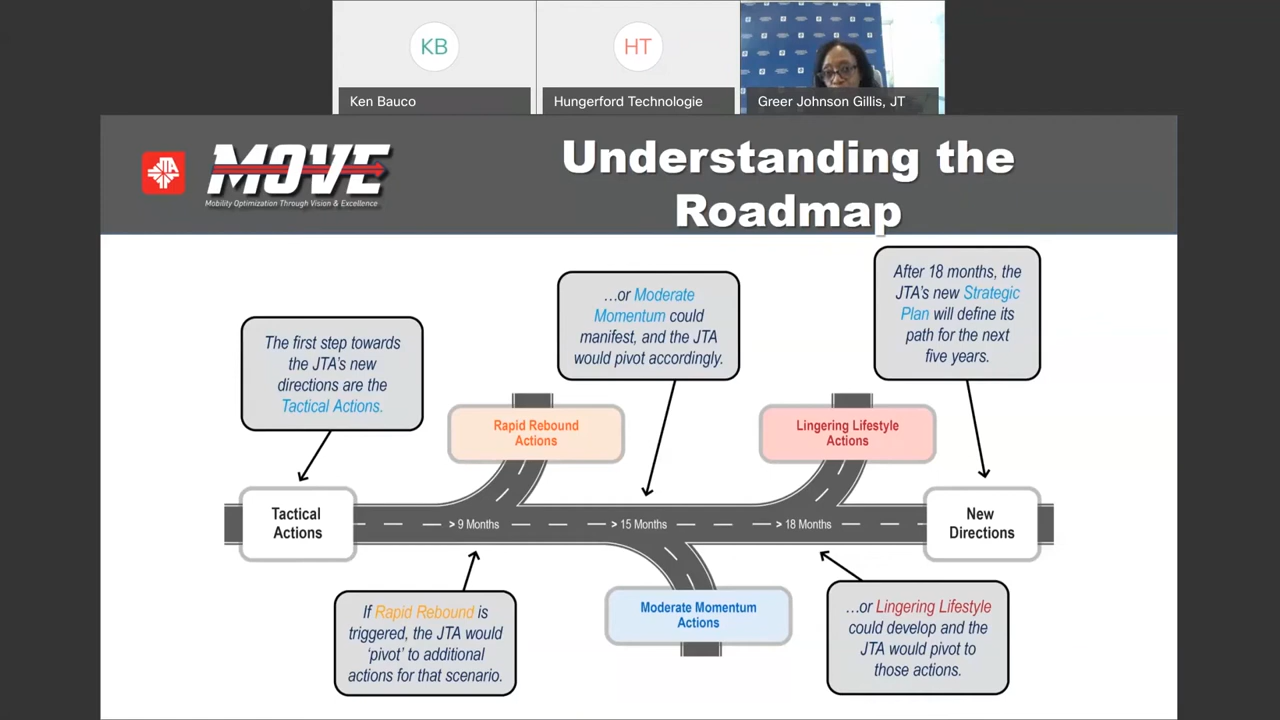 KB
HT
Ken Bauco
Hungerford Technologie
Greer Johnson Gillis, JT
JTA
MOVE
Mobility Optimization Through Vision & Excellence
Understanding the
Roadmap
The first step towards
the JTA's new
directions are the
Tactical Actions.
…or Moderate
Momentum could
manifest, and the JTA
would pivot accordingly.
After 18 months, the
JTA's new Strategic
Plan will define its
path for the next
five years.
Rapid Rebound
Actions
Lingering Lifestyle
Actions
Tactical
Actions
> 9 Months
> 15 Months
> 18 Months
New
Directions
If Rapid Rebound is
triggered, the JTA would
‘pivot’ to additional
actions for that scenario.
Moderate Momentum
Actions
…or Lingering Lifestyle
could develop and the
JTA would pivot to
those actions.